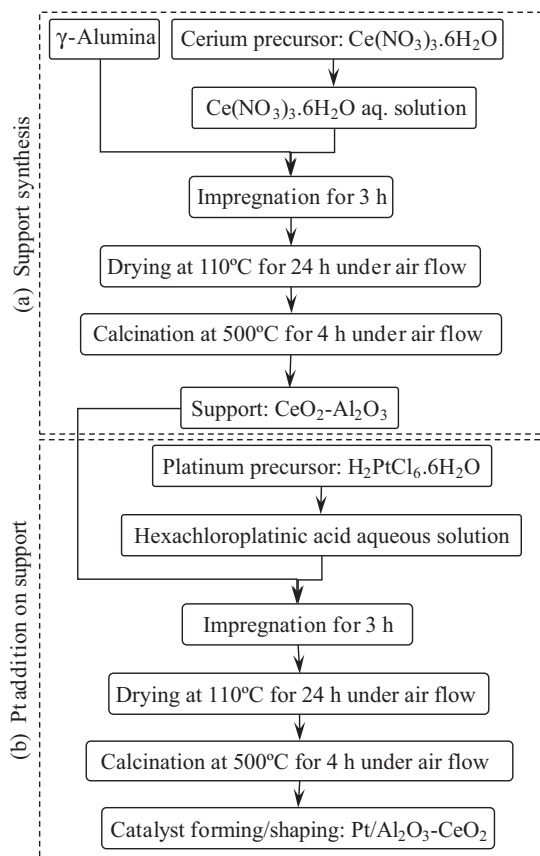 γ-Alumina
Cerium precursor: Ce(NO₃)₃.6H₂O
Ce(NO₃)₃.6H₂O aq. solution
Impregnation for 3 h
Drying at 110ºC for 24 h under air flow
Calcination at 500ºC for 4 h under air flow
Support: CeO₂-Al₂O₃
(a) Support synthesis
Platinum precursor: H₂PtCl₆.6H₂O
Hexachloroplatinic acid aqueous solution
Impregnation for 3 h
Drying at 110ºC for 24 h under air flow
Calcination at 500ºC for 4 h under air flow
Catalyst forming/shaping: Pt/Al₂O₃-CeO₂
(b) Pt addition on support